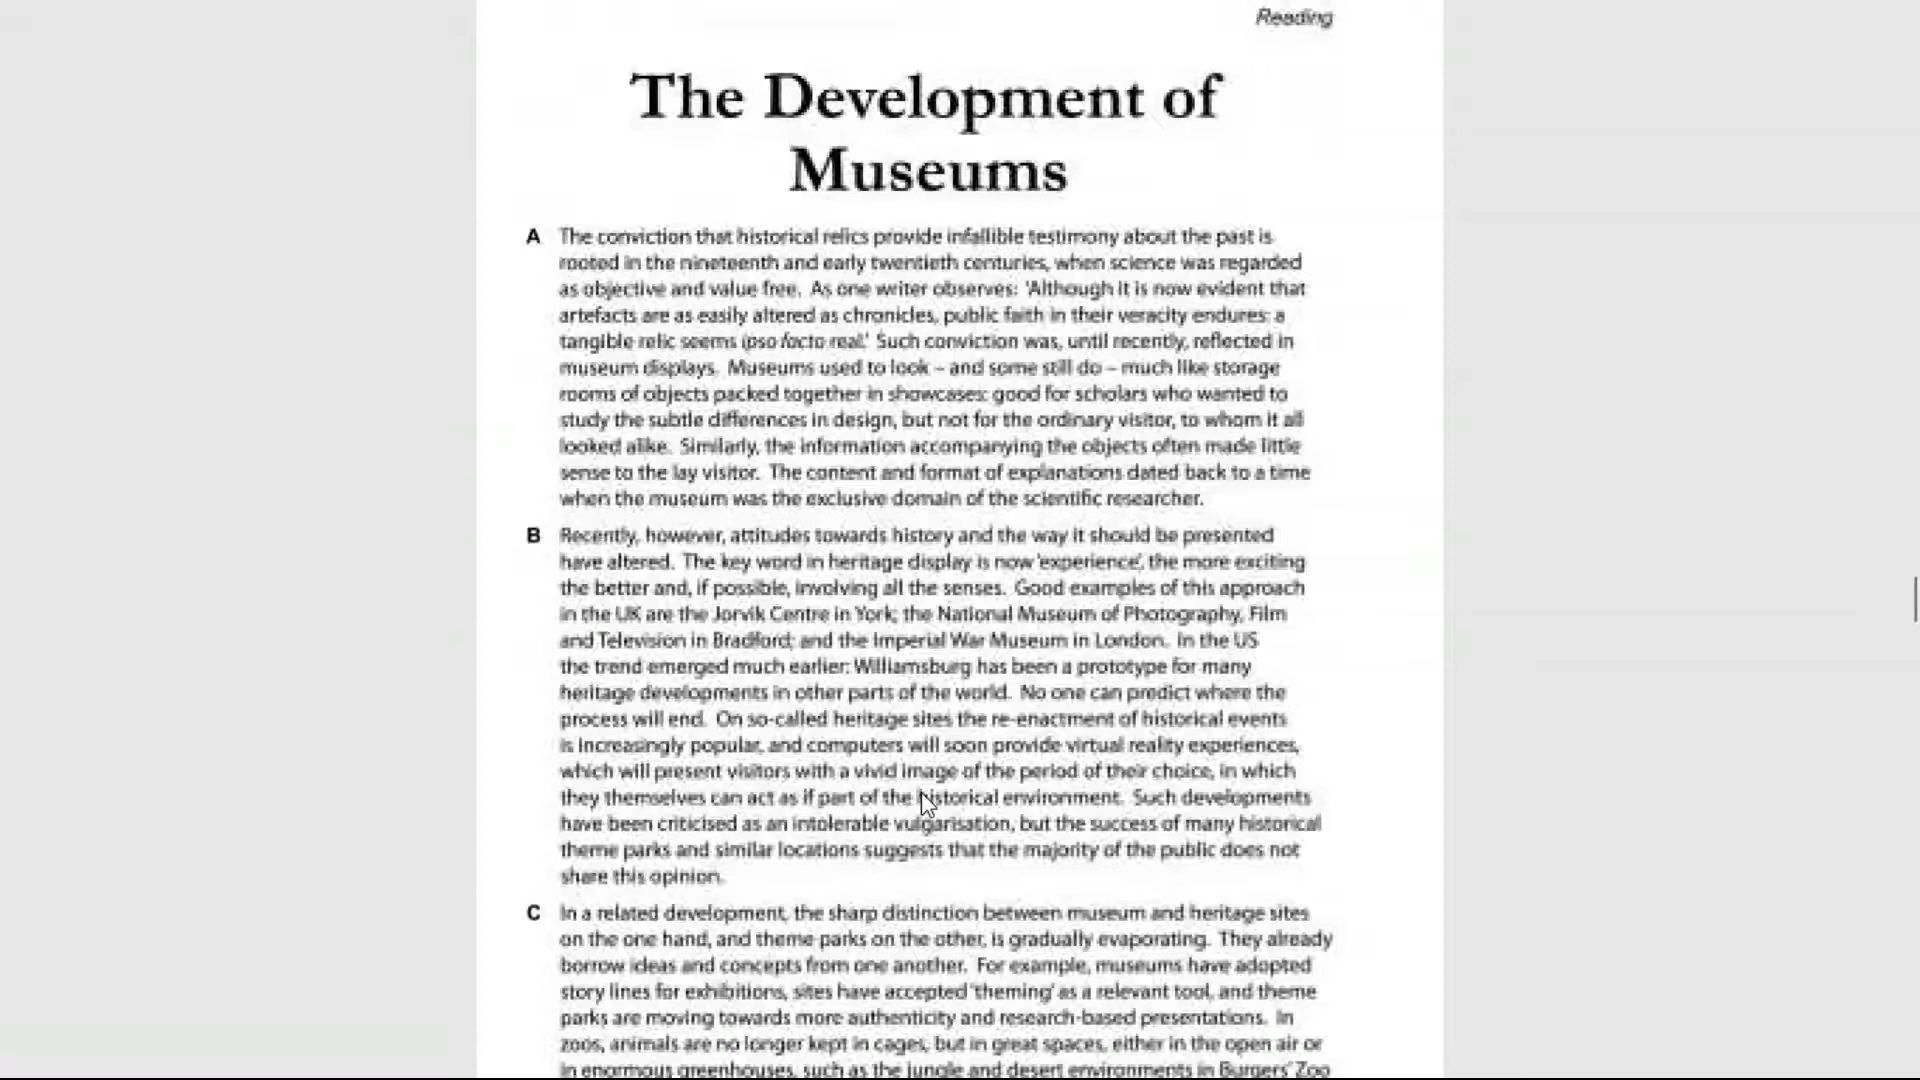 Reading
The Development of
Museums
A The conviction that historical relics provide infallible testimony about the past is
rooted in the nineteenth and early twentieth centuries, when science was regarded
as objective and value free. As one writer observes: 'Although it is now evident that
artefacts are as easily altered as chronicles, public faith in their veracity endures: a
tangible relic seems ipso facto real.' Such conviction was, until recently, reflected in
museum displays. Museums used to look – and some still do – much like storage
rooms of objects packed together in showcases: good for scholars who wanted to
study the subtle differences in design, but not for the ordinary visitor, to whom it all
looked alike. Similarly, the information accompanying the objects often made little
sense to the lay visitor. The content and format of explanations dated back to a time
when the museum was the exclusive domain of the scientific researcher.
B Recently, however, attitudes towards history and the way it should be presented
have altered. The key word in heritage display is now 'experience', the more exciting
the better and, if possible, involving all the senses. Good examples of this approach
in the UK are the Jorvik Centre in York; the National Museum of Photography, Film
and Television in Bradford; and the Imperial War Museum in London. In the US
the trend emerged much earlier: Williamsburg has been a prototype for many
heritage developments in other parts of the world. No one can predict where the
process will end. On so-called heritage sites the re-enactment of historical events
is increasingly popular, and computers will soon provide virtual reality experiences,
which will present visitors with a vivid image of the period of their choice, in which
they themselves can act as if part of the historical environment. Such developments
have been criticised as an intolerable vulgarisation, but the success of many historical
theme parks and similar locations suggests that the majority of the public does not
share this opinion.
C In a related development, the sharp distinction between museum and heritage sites
on the one hand, and theme parks on the other, is gradually evaporating. They already
borrow ideas and concepts from one another. For example, museums have adopted
story lines for exhibitions, sites have accepted 'theming' as a relevant tool, and theme
parks are moving towards more authenticity and research-based presentations. In
zoos, animals are no longer kept in cages, but in great spaces, either in the open air or
in enormous greenhouses, such as the jungle and desert environments in Burgers' Zoo